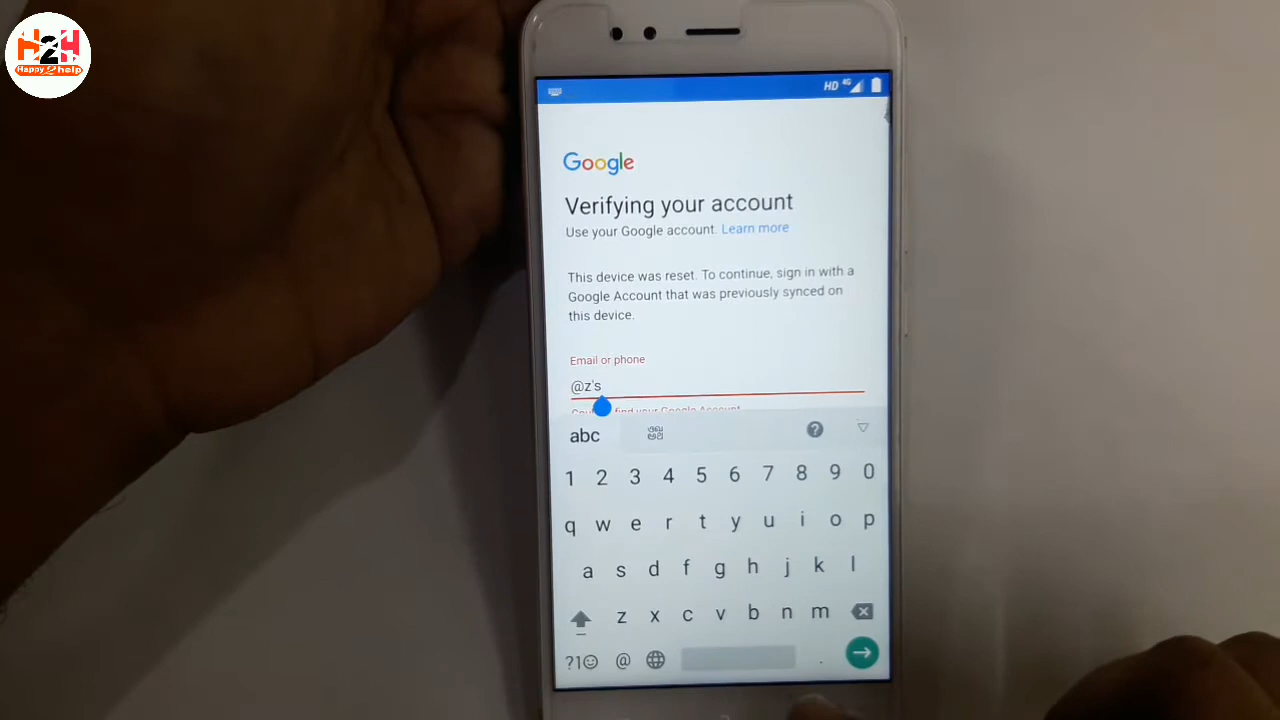 H2H
Happy 2 help
HD 4G
Google
Verifying your account
Use your Google account. Learn more
This device was reset. To continue, sign in with a
Google Account that was previously synced on
this device.
Email or phone
@z's
find your Google Account
abc
1 2 3 4 5 6 7 8 9 0
q w e r t y u i o p
a s d f g h j k l
z x c v b n m
?1☺ @ .